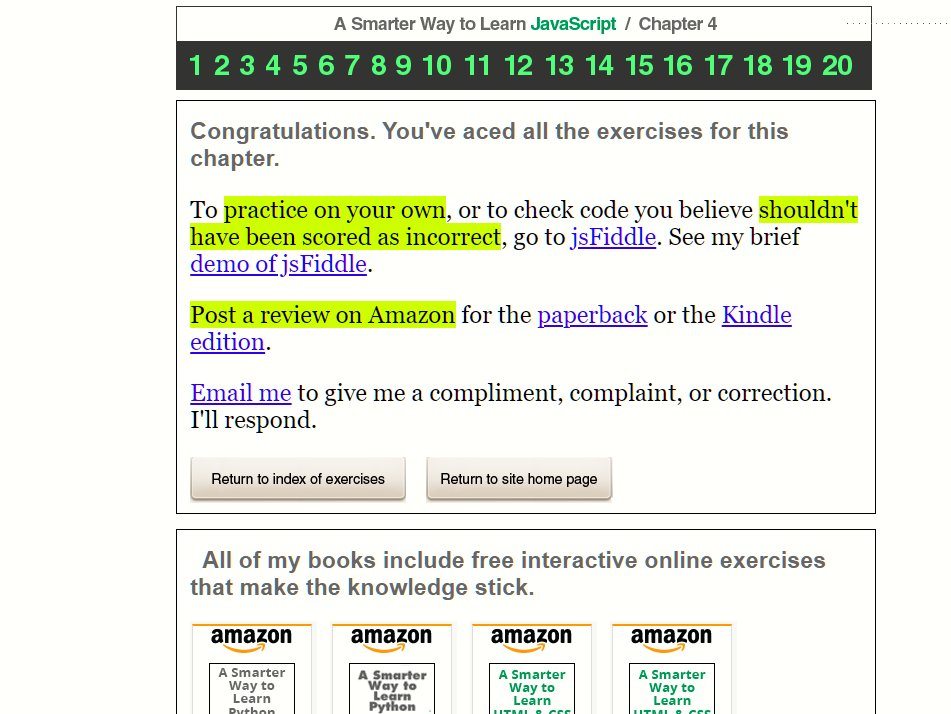 A Smarter Way to Learn JavaScript / Chapter 4
1 2 3 4 5 6 7 8 9 10 11 12 13 14 15 16 17 18 19 20
Congratulations. You've aced all the exercises for this
chapter.
To practice on your own, or to check code you believe shouldn't
have been scored as incorrect, go to jsFiddle. See my brief
demo of jsFiddle.
Post a review on Amazon for the paperback or the Kindle
edition.
Email me to give me a compliment, complaint, or correction.
I'll respond.
Return to index of exercises Return to site home page
All of my books include free interactive online exercises
that make the knowledge stick.
amazon amazon amazon amazon
A Smarter A Smarter A Smarter A Smarter
Way to Way to Way to Way to
Learn Learn Learn Learn
Python Python HTML & CSS HTML & CSS